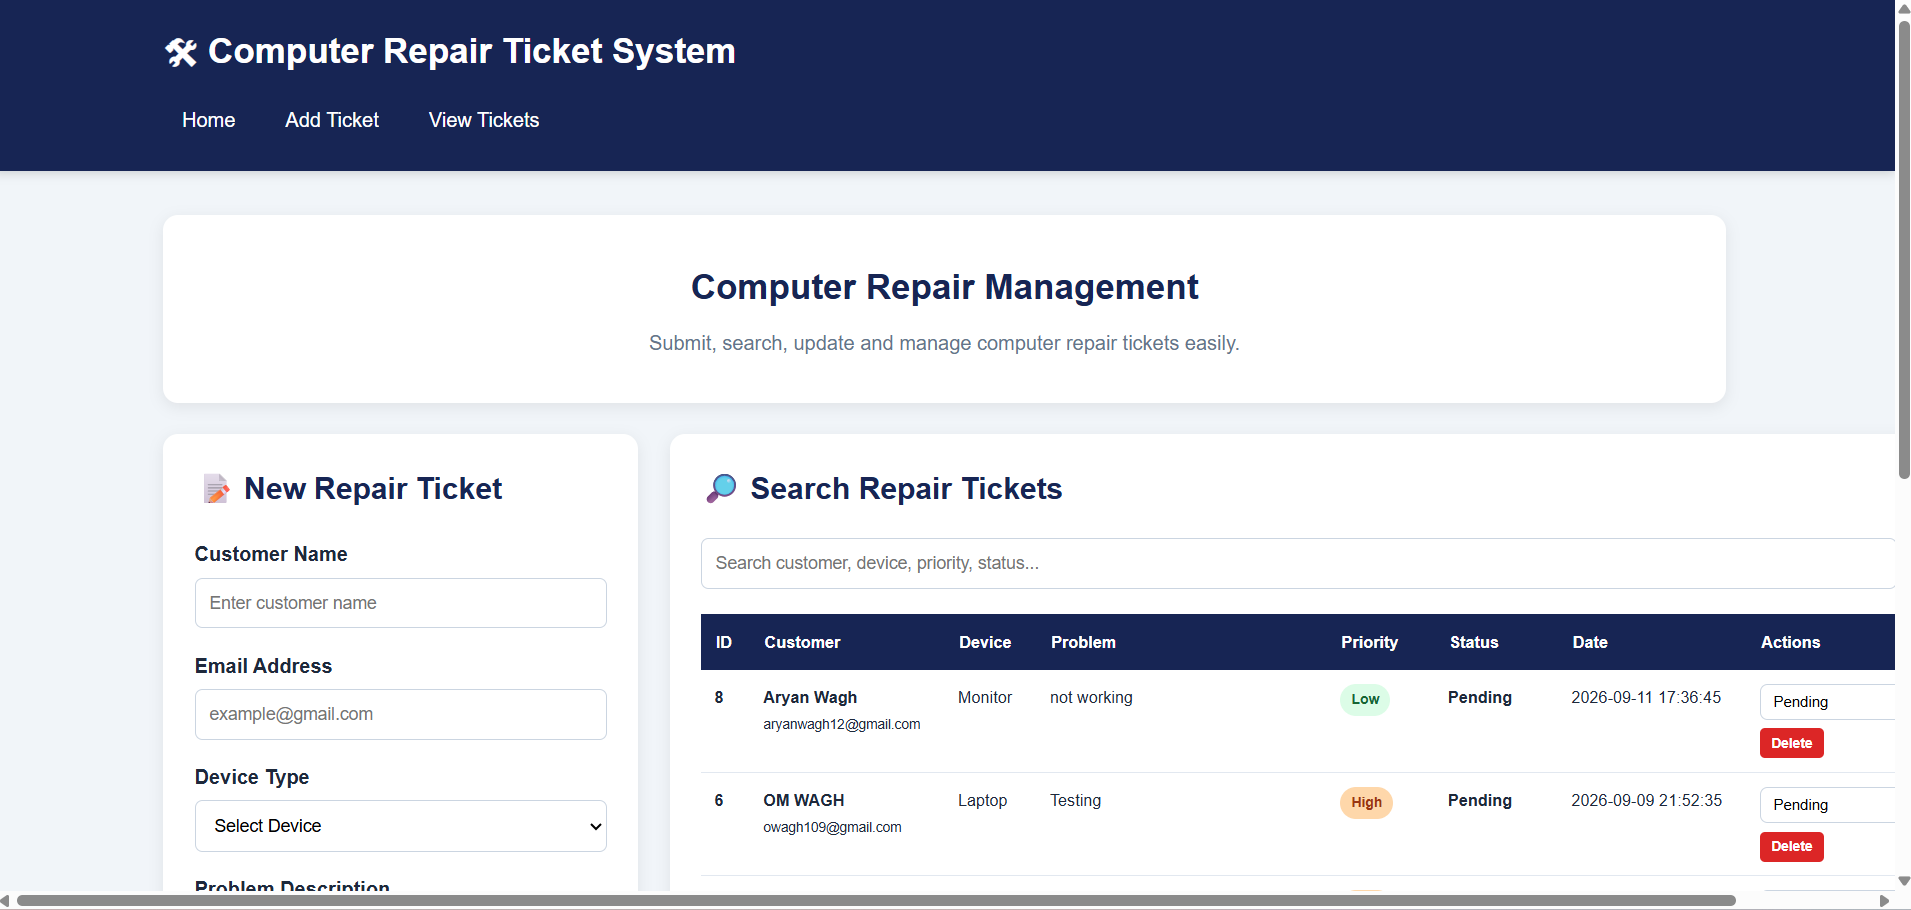 🛠 Computer Repair Ticket System
Home Add Ticket View Tickets
Computer Repair Management
Submit, search, update and manage computer repair tickets easily.
📝 New Repair Ticket
Customer Name
Enter customer name
Email Address
example@gmail.com
Device Type
Select Device
Problem Description
🔎 Search Repair Tickets
Search customer, device, priority, status...
ID Customer Device Problem Priority Status Date Actions
8 Aryan Wagh Monitor not working Low Pending 2026-09-11 17:36:45 Pending
aryanwagh12@gmail.com
Delete
6 OM WAGH Laptop Testing High Pending 2026-09-09 21:52:35 Pending
owagh109@gmail.com
Delete